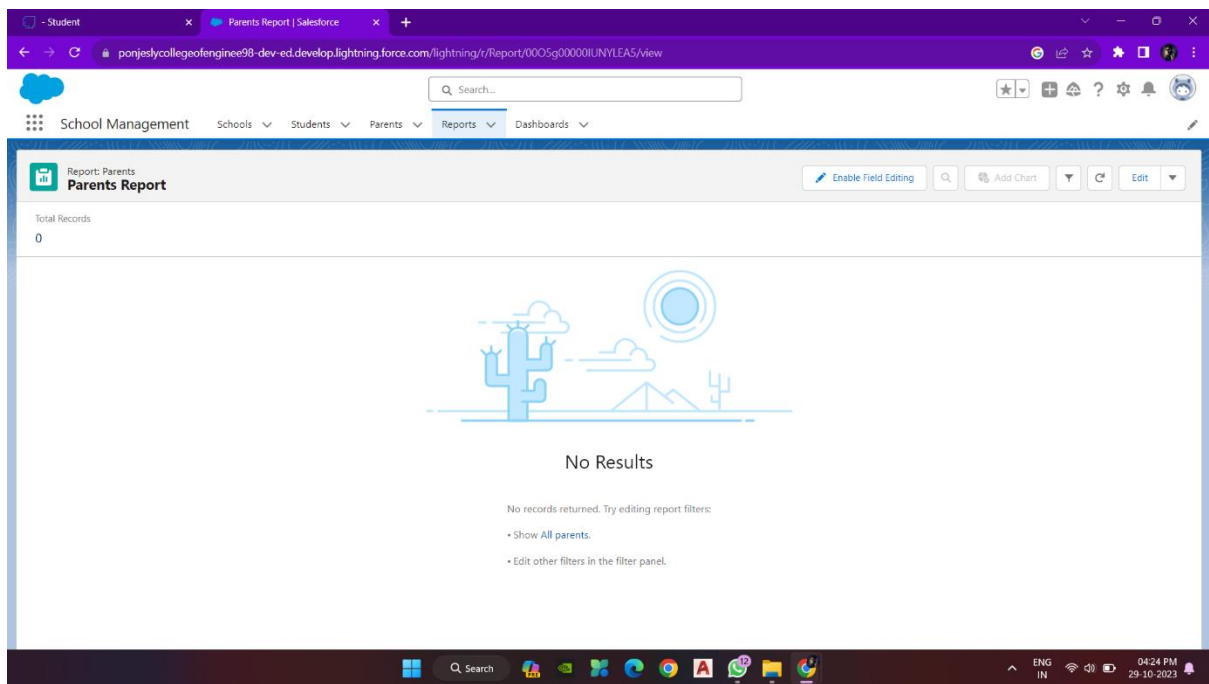 - Student
Parents Report | Salesforce
ponjeslycollegeofenginee98-dev-ed.develop.lightning.force.com/lightning/r/Report/00O5g00000IUNYLEA5/view
Search...
School Management Schools Students Parents Reports Dashboards
Report: Parents
Parents Report
Enable Field Editing Add Chart Edit
Total Records
0
No Results
No records returned. Try editing report filters:
• Show All parents.
• Edit other filters in the filter panel.
Search
12
ENG
IN
04:24 PM
29-10-2023